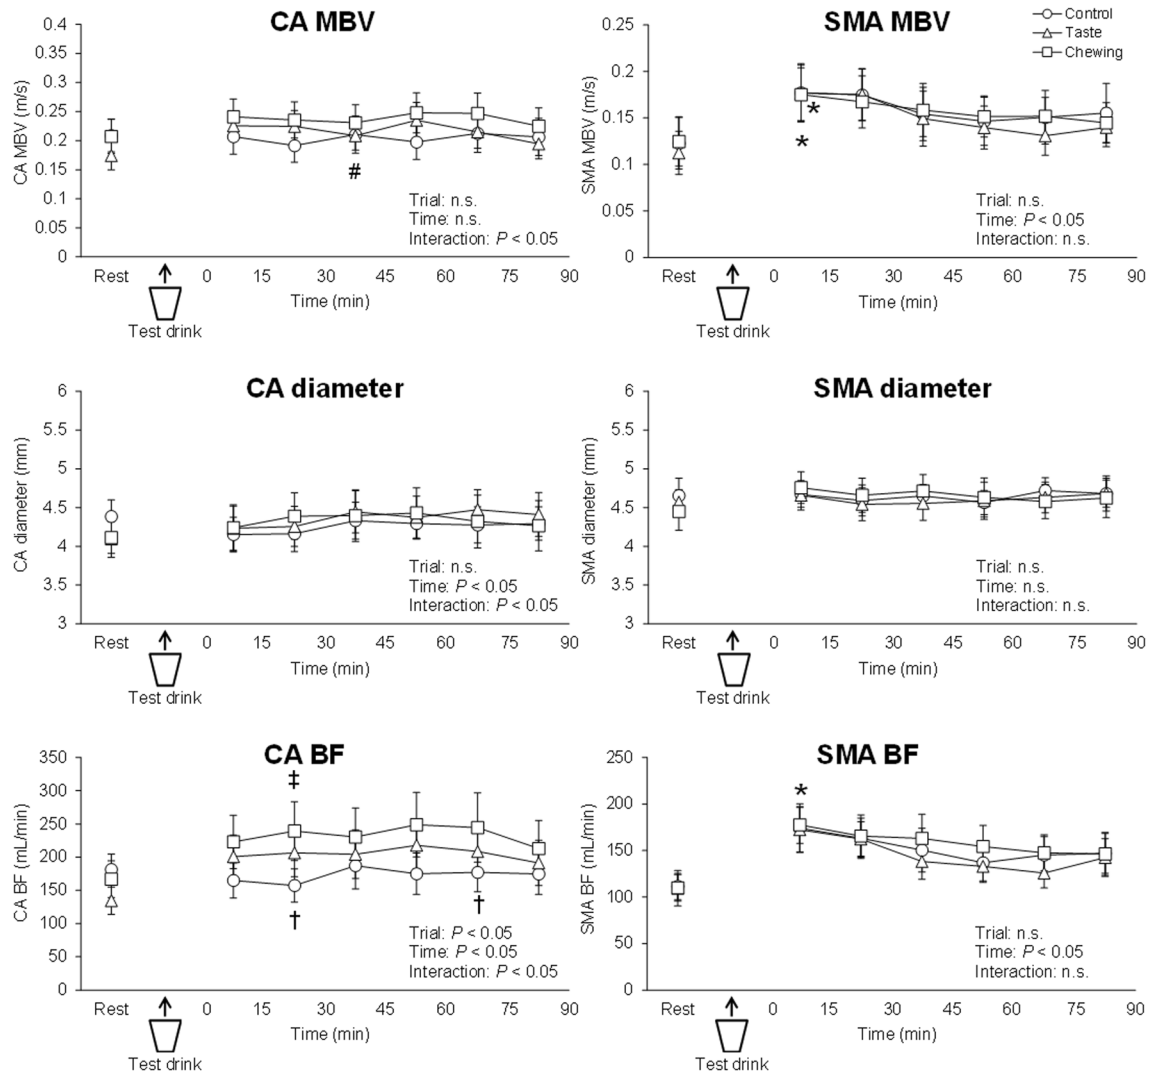 CA MBV
CA MBV (m/s)
0.4
0.35
0.3
0.25
0.2
0.15
0.1
0.05
0
#
Trial: n.s.
Time: n.s.
Interaction: P < 0.05
Rest 0 15 30 45 60 75 90
Time (min)
Test drink
SMA MBV
Control
Taste
Chewing
SMA MBV (m/s)
0.25
0.2
0.15
0.1
0.05
0
*
*
Trial: n.s.
Time: P < 0.05
Interaction: n.s.
Rest 0 15 30 45 60 75 90
Time (min)
Test drink
CA diameter
CA diameter (mm)
6
5.5
5
4.5
4
3.5
3
Trial: n.s.
Time: P < 0.05
Interaction: P < 0.05
Rest 0 15 30 45 60 75 90
Time (min)
Test drink
SMA diameter
SMA diameter (mm)
6
5.5
5
4.5
4
3.5
3
Trial: n.s.
Time: n.s.
Interaction: n.s.
Rest 0 15 30 45 60 75 90
Time (min)
Test drink
CA BF
CA BF (mL/min)
350
300
250
200
150
100
50
0
‡
† †
Trial: P < 0.05
Time: P < 0.05
Interaction: P < 0.05
Rest 0 15 30 45 60 75 90
Time (min)
Test drink
SMA BF
SMA BF (mL/min)
250
200
150
100
50
0
*
Trial: n.s.
Time: P < 0.05
Interaction: n.s.
Rest 0 15 30 45 60 75 90
Time (min)
Test drink